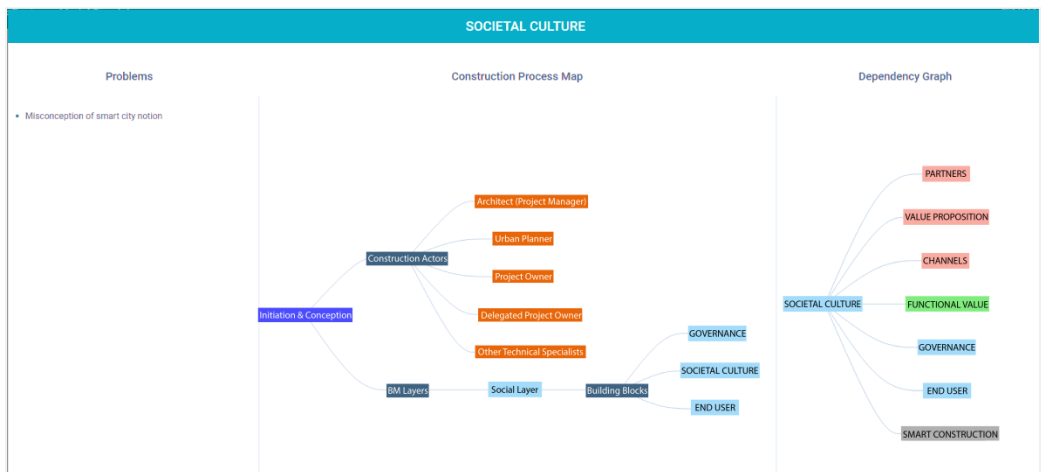 SOCIETAL CULTURE
Problems
Construction Process Map
Dependency Graph
• Misconception of smart city notion
Architect (Project Manager)
Urban Planner
Construction Actors
Project Owner
Initiation & Conception
Delegated Project Owner
Other Technical Specialists
BM Layers
Social Layer
Building Blocks
GOVERNANCE
SOCIETAL CULTURE
END USER
PARTNERS
VALUE PROPOSITION
CHANNELS
SOCIETAL CULTURE
FUNCTIONAL VALUE
GOVERNANCE
END USER
SMART CONSTRUCTION